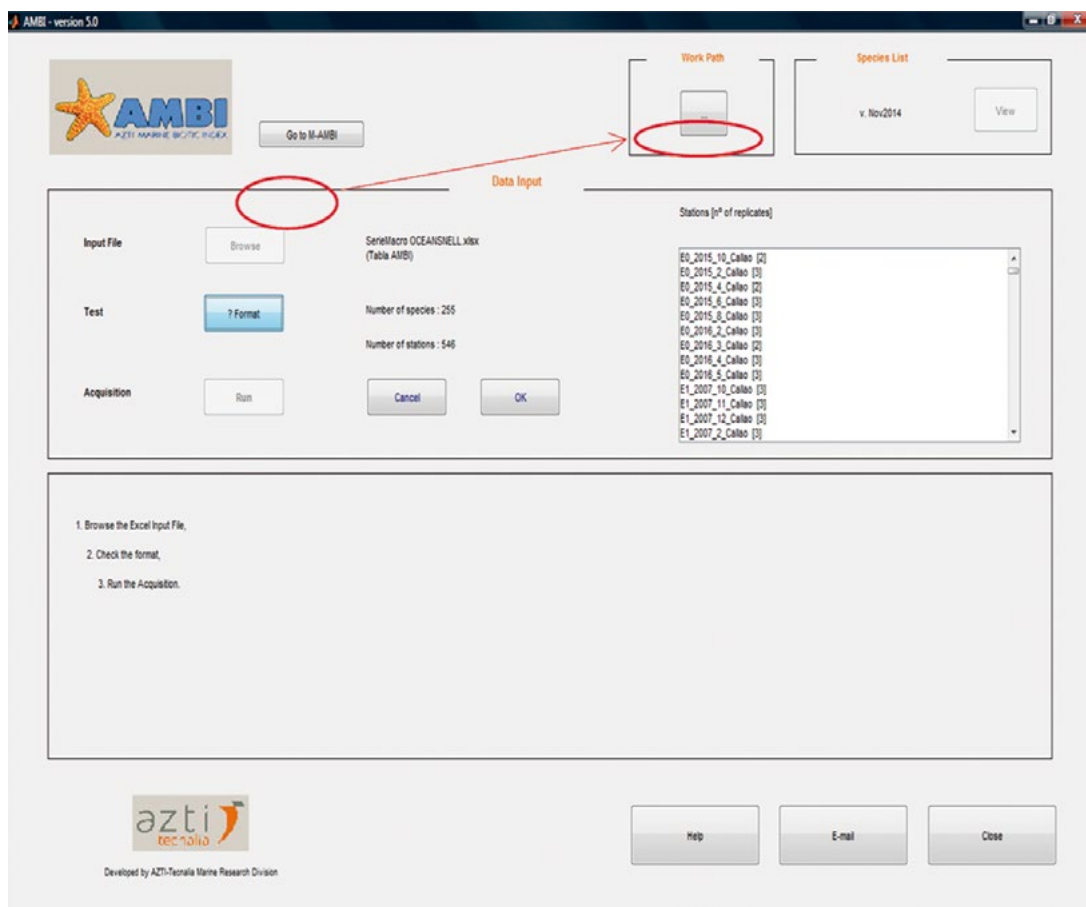 AMBI - version 5.0
AMBI
AZTI MARINE BIOTIC INDEX
Go to M-AMBI
Work Path
...
Species List
v. Nov2014
View
Data Input
Input File
Browse
SerieMacro OCEANSNELL.xlsx
(Tabla AMBI)
Test
? Format
Number of species : 255
Number of stations : 546
Acquisition
Run
Cancel
OK
Stations [nº of replicates]
E0_2015_10_Callao [2]
E0_2015_2_Callao [3]
E0_2015_4_Callao [2]
E0_2015_6_Callao [3]
E0_2015_8_Callao [3]
E0_2016_2_Callao [3]
E0_2016_3_Callao [2]
E0_2016_4_Callao [3]
E0_2016_5_Callao [3]
E1_2007_10_Callao [3]
E1_2007_11_Callao [3]
E1_2007_12_Callao [3]
E1_2007_2_Callao [3]
1. Browse the Excel Input File,
2. Check the format,
3. Run the Acquisition.
azti
tecnalia
Developed by AZTI-Tecnalia Marine Research Division
Help
E-mail
Close